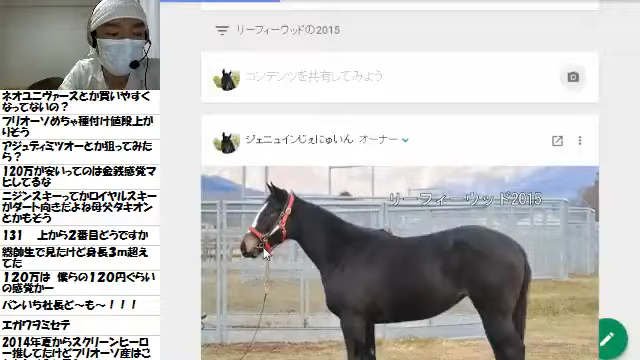 リーフィーウッドの2015
コンテンツを共有してみよう
ジェニュインじぇにゅいん オーナー
リーフィーウッド2015
ネオユニヴァースとか買いやすく
なってないの?
フリオーソめちゃ種付け値段上が
りそう
アジュディミツオーとか狙ってみた
ら?
120万が安いってのは金銭感覚マ
ヒしてるな
ニジンスキーってかロイヤルスキー
がダート向きだよね母父タキオン
とかもそう
131 上から2番目どうですか
総帥生で見たけど身長3m超え
てた
120万は 僕らの120円ぐらい
の感覚かー
パンいち社長ど~も~!!!
エガワヲミセテ
2014年夏からスクリーンヒーロ
ー推してたけどフリオーソ産はこ